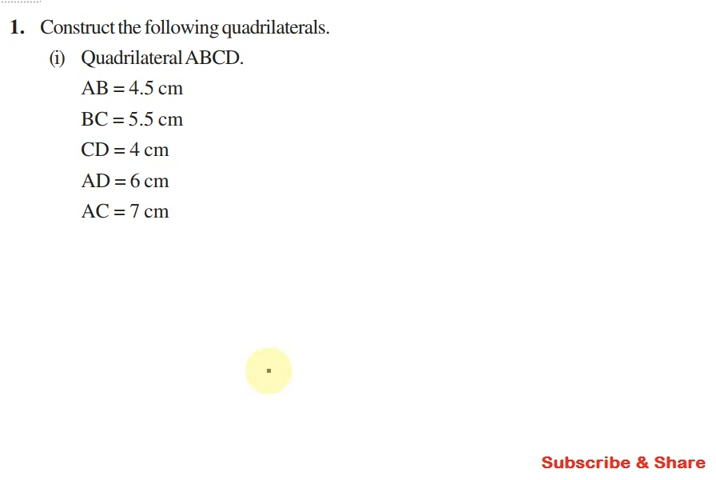 1. Construct the following quadrilaterals.
(i) Quadrilateral ABCD.
AB = 4.5 cm
BC = 5.5 cm
CD = 4 cm
AD = 6 cm
AC = 7 cm
Subscribe & Share